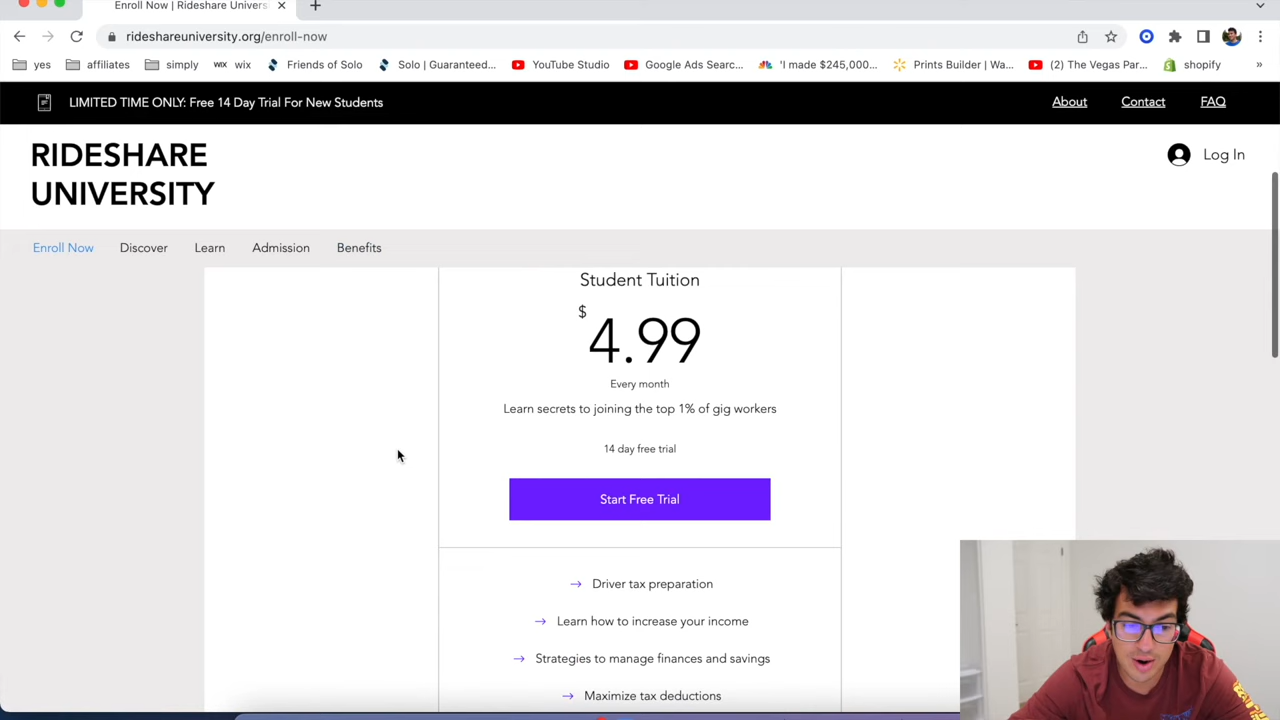 Enroll Now | Rideshare Univers
rideshareuniversity.org/enroll-now
yes affiliates simply wix Friends of Solo Solo | Guaranteed... YouTube Studio Google Ads Searc... 'I made $245,000... Prints Builder | Wa... (2) The Vegas Par... shopify »
LIMITED TIME ONLY: Free 14 Day Trial For New Students About Contact FAQ
RIDESHARE
UNIVERSITY
Log In
Enroll Now Discover Learn Admission Benefits
Student Tuition
$
4.99
Every month
Learn secrets to joining the top 1% of gig workers
14 day free trial
Start Free Trial
→ Driver tax preparation
→ Learn how to increase your income
→ Strategies to manage finances and savings
→ Maximize tax deductions